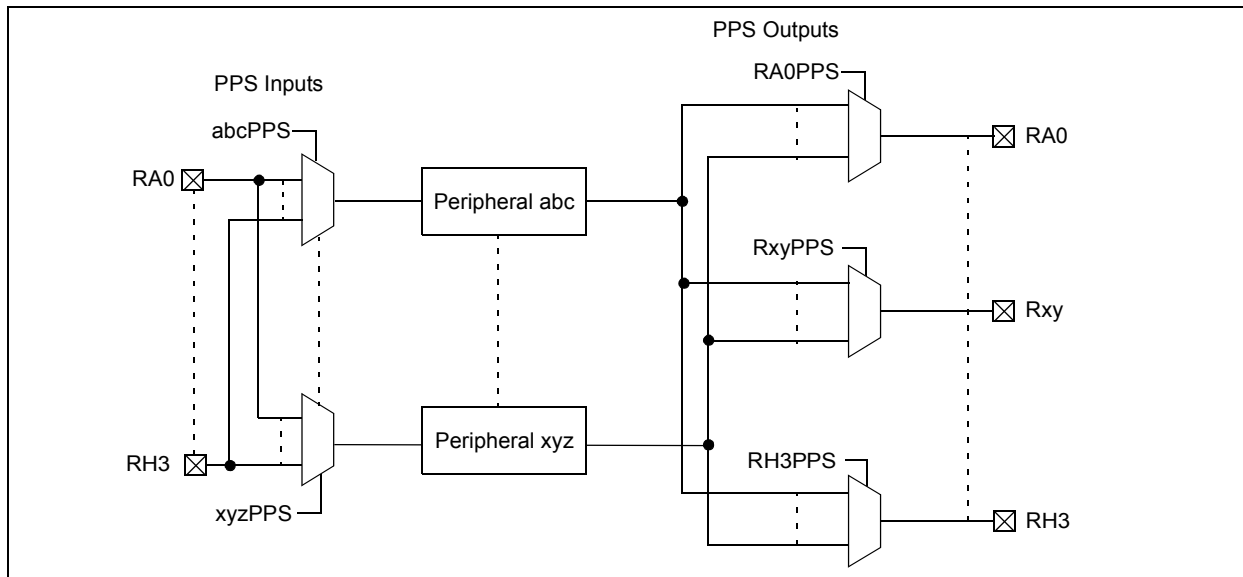 PPS Outputs
RA0PPS
PPS Inputs
abcPPS
RA0
RA0
Peripheral abc
RxyPPS
Rxy
Peripheral xyz
RH3
RH3PPS
xyzPPS
RH3